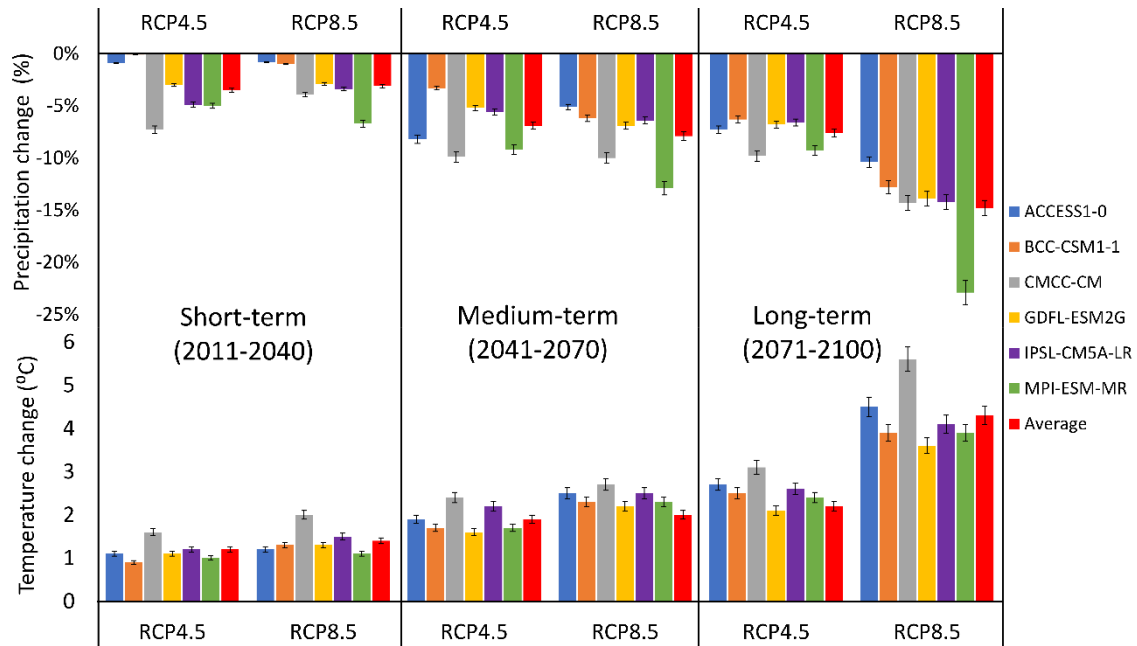 RCP4.5 RCP8.5 RCP4.5 RCP8.5 RCP4.5 RCP8.5
Precipitation change (%)
0%
-5%
-10%
-15%
-20%
-25%
Short-term
(2011-2040)
Medium-term
(2041-2070)
Long-term
(2071-2100)
ACCESS1-0
BCC-CSM1-1
CMCC-CM
GDFL-ESM2G
IPSL-CM5A-LR
MPI-ESM-MR
Average
Temperature change (⁰C)
6
5
4
3
2
1
0
RCP4.5 RCP8.5 RCP4.5 RCP8.5 RCP4.5 RCP8.5